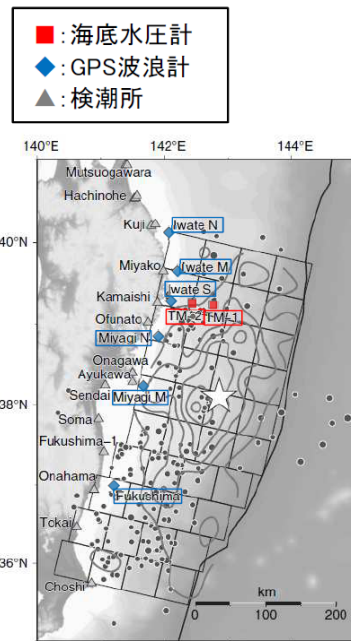 ■:海底水圧計
◆:GPS波浪計
▲:検潮所
140°E 142°E 144°E
Mutsuogawara
Hachinohe
Kuji
Iwate N
40°N
Iwate M
Miyako
Iwate S
Kamaishi
TM-2 TM-1
Ofunato
Miyagi N
Onagawa
Ayukawa
Sendai
Miyagi M
38°N
Soma
Fukushima-1
Onahama
Fukushima
Tokai
36°N
Choshi
km
0 100 200